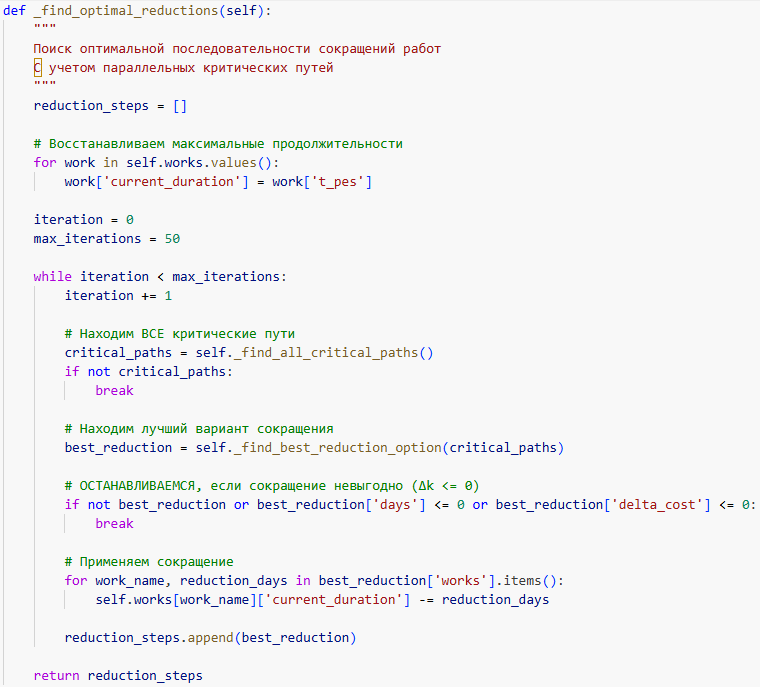 def _find_optimal_reductions(self):
    """
    Поиск оптимальной последовательности сокращений работ
    С учетом параллельных критических путей
    """
    reduction_steps = []

    # Восстанавливаем максимальные продолжительности
    for work in self.works.values():
        work['current_duration'] = work['t_pes']

    iteration = 0
    max_iterations = 50

    while iteration < max_iterations:
        iteration += 1

        # Находим ВСЕ критические пути
        critical_paths = self._find_all_critical_paths()
        if not critical_paths:
            break

        # Находим лучший вариант сокращения
        best_reduction = self._find_best_reduction_option(critical_paths)

        # ОСТАНАВЛИВАЕМСЯ, если сокращение невыгодно (Δk <= 0)
        if not best_reduction or best_reduction['days'] <= 0 or best_reduction['delta_cost'] <= 0:
            break

        # Применяем сокращение
        for work_name, reduction_days in best_reduction['works'].items():
            self.works[work_name]['current_duration'] -= reduction_days

        reduction_steps.append(best_reduction)

    return reduction_steps